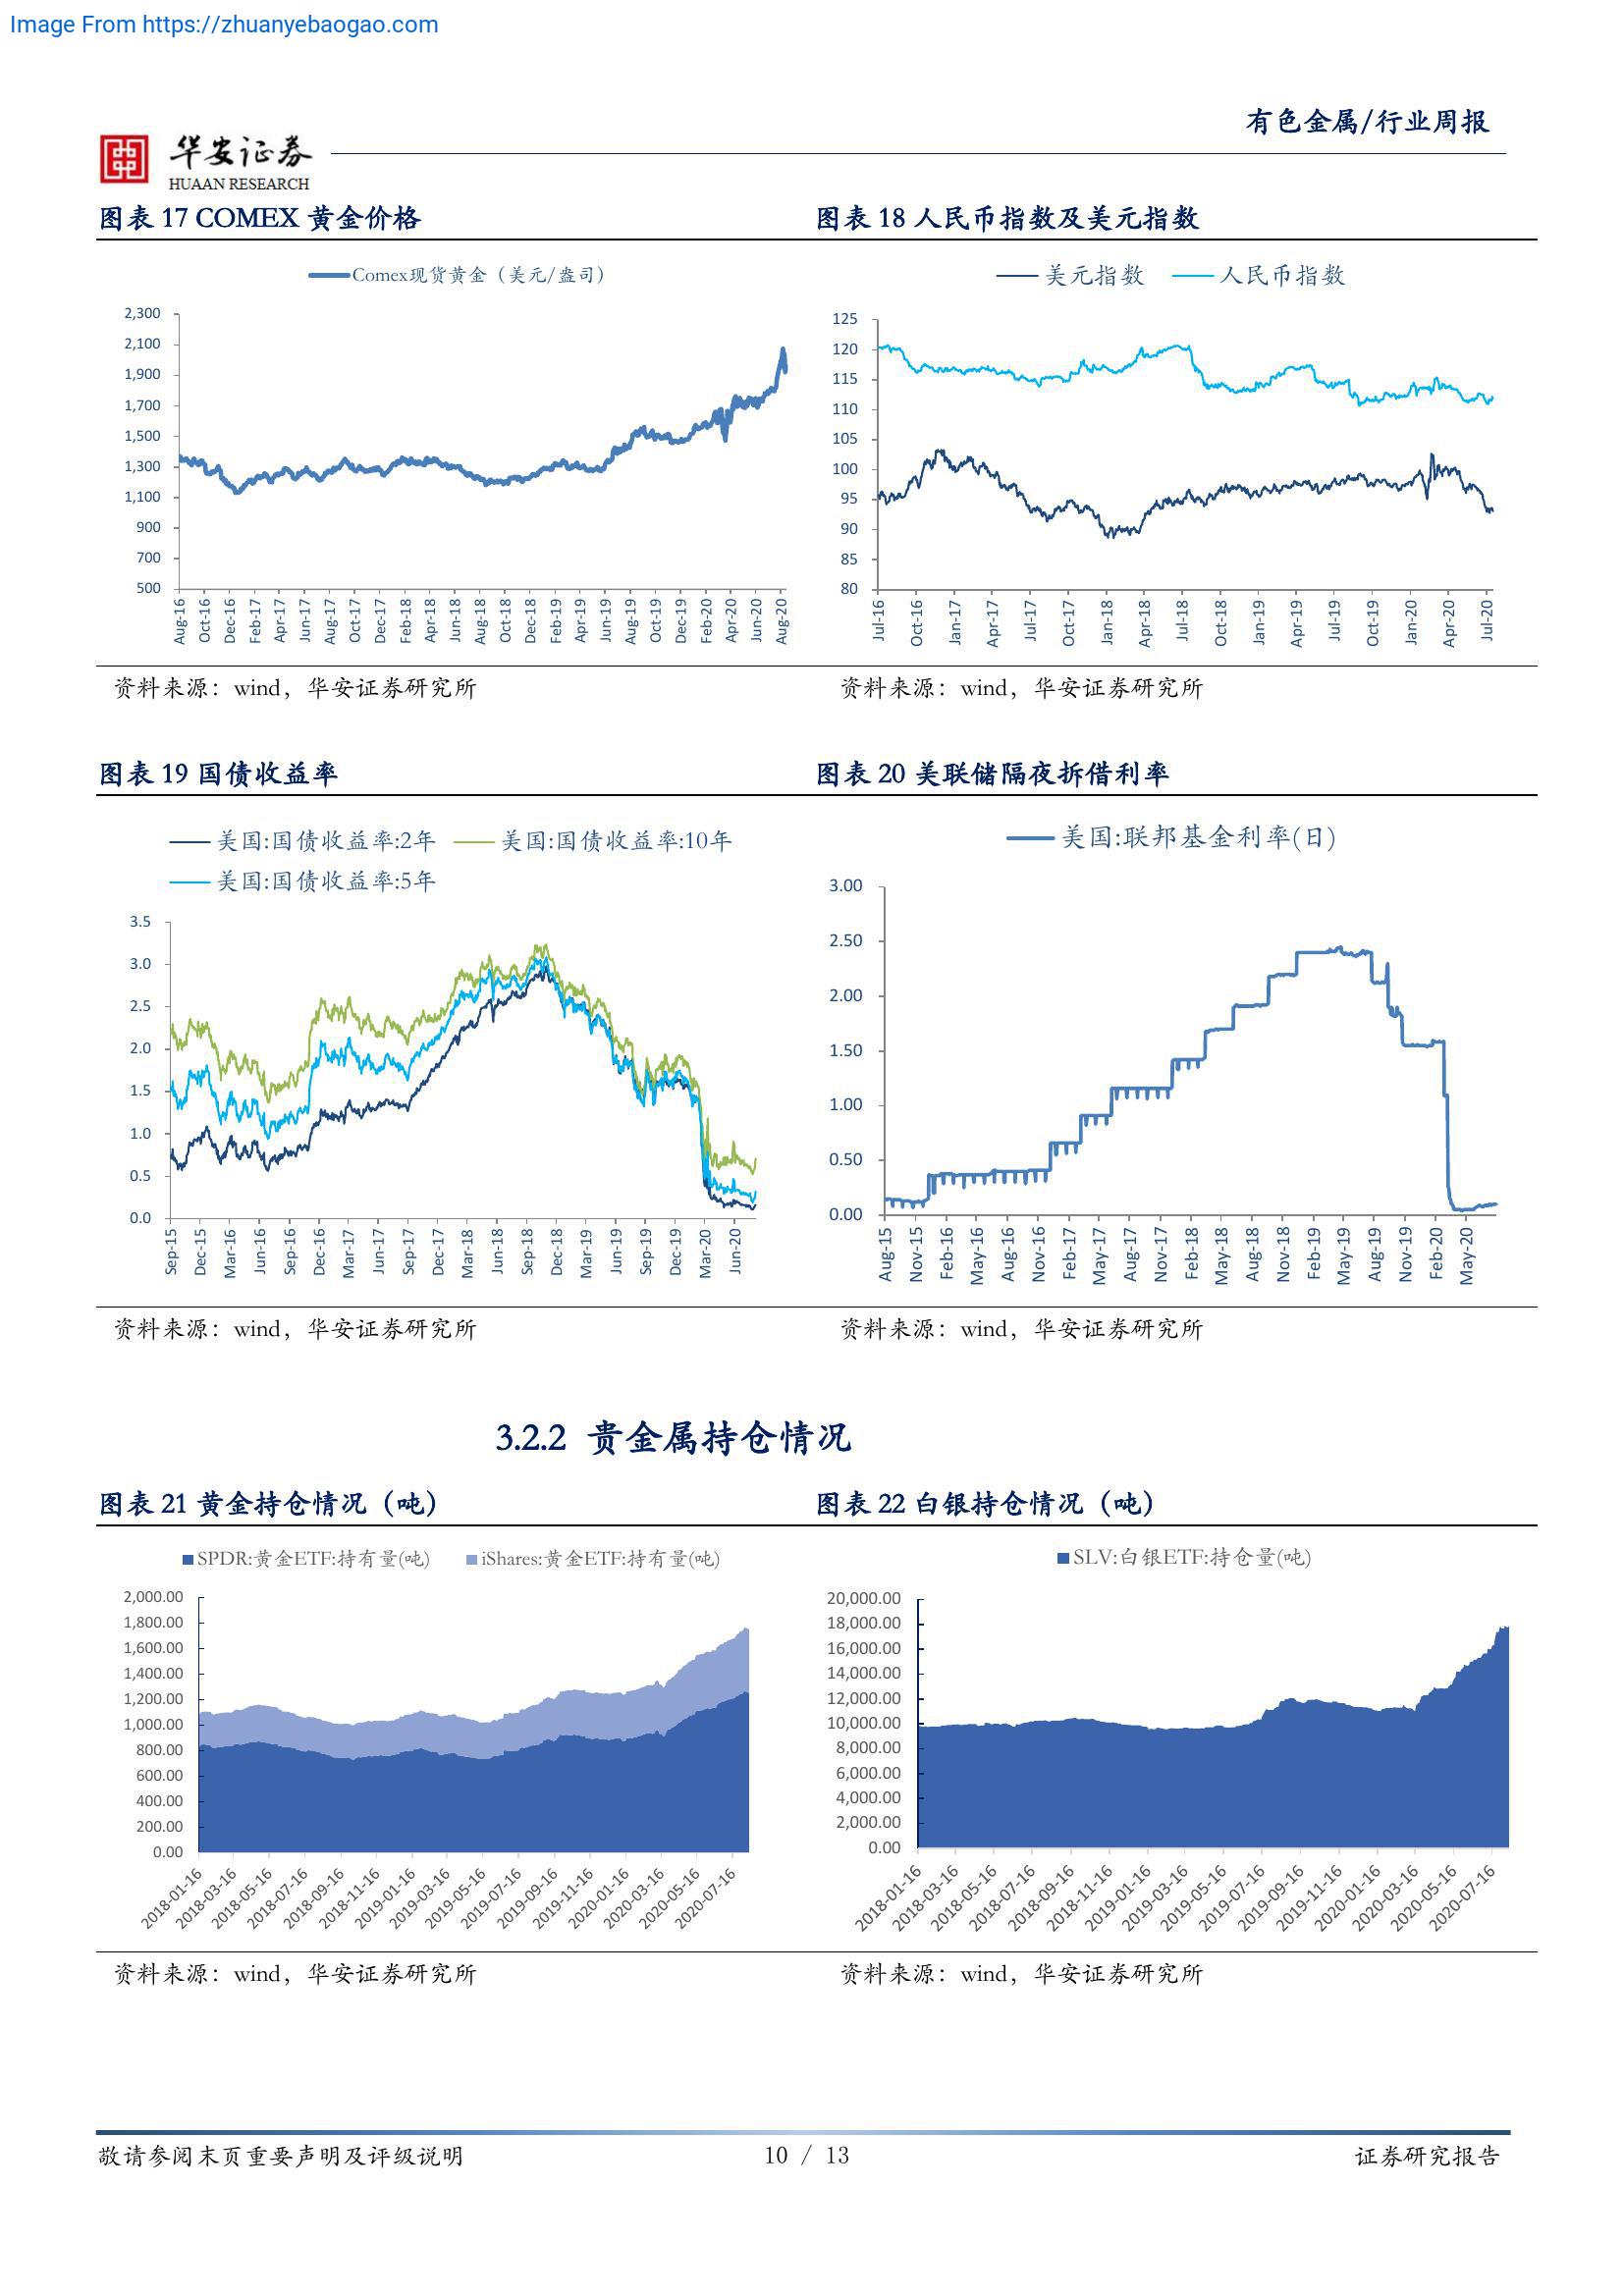 Image From https://zhuanyebaogao.com
有色金属/行业周报
华安证券
HUAAN RESEARCH
图表 17 COMEX 黄金价格
Comex现货黄金（美元/盎司）
2,300
2,100
1,900
1,700
1,500
1,300
1,100
900
700
500
Aug-16
Oct-16
Dec-16
Feb-17
Apr-17
Jun-17
Aug-17
Oct-17
Dec-17
Feb-18
Apr-18
Jun-18
Aug-18
Oct-18
Dec-18
Feb-19
Apr-19
Jun-19
Aug-19
Oct-19
Dec-19
Feb-20
Apr-20
Jun-20
Aug-20
资料来源：wind，华安证券研究所
图表 18 人民币指数及美元指数
美元指数 人民币指数
125
120
115
110
105
100
95
90
85
80
Jul-16
Oct-16
Jan-17
Apr-17
Jul-17
Oct-17
Jan-18
Apr-18
Jul-18
Oct-18
Jan-19
Apr-19
Jul-19
Oct-19
Jan-20
Apr-20
Jul-20
资料来源：wind，华安证券研究所
图表 19 国债收益率
美国:国债收益率:2年 美国:国债收益率:10年
美国:国债收益率:5年
3.5
3.0
2.5
2.0
1.5
1.0
0.5
0.0
Sep-15
Dec-15
Mar-16
Jun-16
Sep-16
Dec-16
Mar-17
Jun-17
Sep-17
Dec-17
Mar-18
Jun-18
Sep-18
Dec-18
Mar-19
Jun-19
Sep-19
Dec-19
Mar-20
Jun-20
资料来源：wind，华安证券研究所
图表 20 美联储隔夜拆借利率
美国:联邦基金利率(日)
3.00
2.50
2.00
1.50
1.00
0.50
0.00
Aug-15
Nov-15
Feb-16
May-16
Aug-16
Nov-16
Feb-17
May-17
Aug-17
Nov-17
Feb-18
May-18
Aug-18
Nov-18
Feb-19
May-19
Aug-19
Nov-19
Feb-20
May-20
资料来源：wind，华安证券研究所
3.2.2 贵金属持仓情况
图表 21 黄金持仓情况（吨）
SPDR:黄金ETF:持有量(吨) iShares:黄金ETF:持有量(吨)
2,000.00
1,800.00
1,600.00
1,400.00
1,200.00
1,000.00
800.00
600.00
400.00
200.00
0.00
2018-01-16
2018-03-16
2018-05-16
2018-07-16
2018-09-16
2018-11-16
2019-01-16
2019-03-16
2019-05-16
2019-07-16
2019-09-16
2019-11-16
2020-01-16
2020-03-16
2020-05-16
2020-07-16
资料来源：wind，华安证券研究所
图表 22 白银持仓情况（吨）
SLV:白银ETF:持仓量(吨)
20,000.00
18,000.00
16,000.00
14,000.00
12,000.00
10,000.00
8,000.00
6,000.00
4,000.00
2,000.00
0.00
2018-01-16
2018-03-16
2018-05-16
2018-07-16
2018-09-16
2018-11-16
2019-01-16
2019-03-16
2019-05-16
2019-07-16
2019-09-16
2019-11-16
2020-01-16
2020-03-16
2020-05-16
2020-07-16
资料来源：wind，华安证券研究所
敬请参阅末页重要声明及评级说明
10 / 13
证券研究报告